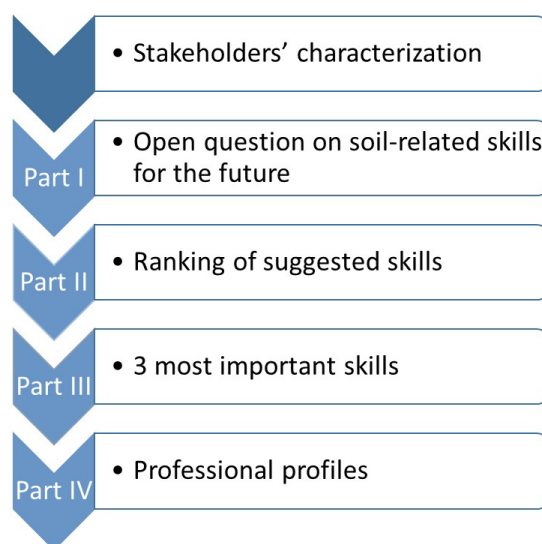 • Stakeholders' characterization
Part I
• Open question on soil-related skills
for the future
Part II
• Ranking of suggested skills
Part III
• 3 most important skills
Part IV
• Professional profiles